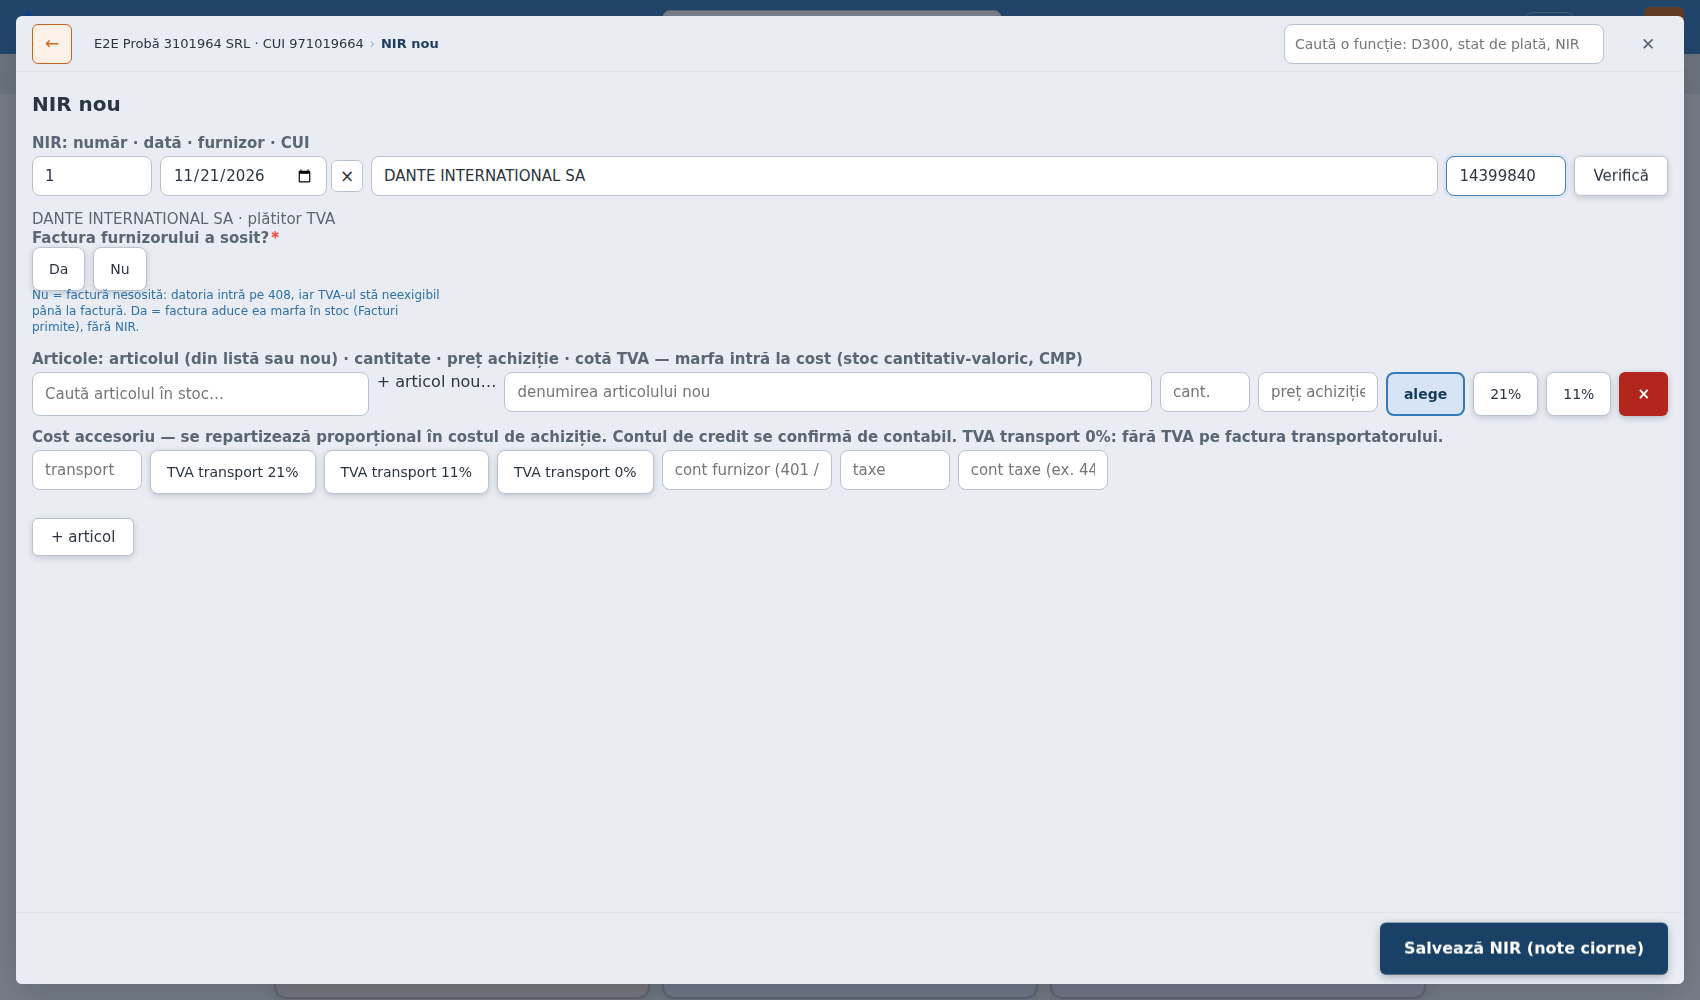 ← E2E Probă 3101964 SRL · CUI 971019664 › NIR nou Caută o funcție: D300, stat de plată, NIR ✕
NIR nou
NIR: număr · dată · furnizor · CUI
1 11/21/2026 ✕ DANTE INTERNATIONAL SA 14399840 Verifică
DANTE INTERNATIONAL SA · plătitor TVA
Factura furnizorului a sosit?*
Da Nu
Nu = factură nesosită: datoria intră pe 408, iar TVA-ul stă neexigibil
până la factură. Da = factura aduce ea marfa în stoc (Facturi
primite), fără NIR.
Articole: articolul (din listă sau nou) · cantitate · preț achiziție · cotă TVA — marfa intră la cost (stoc cantitativ-valoric, CMP)
Caută articolul în stoc… + articol nou… denumirea articolului nou cant. preț achiziție alege 21% 11% ×
Cost accesoriu — se repartizează proporțional în costul de achiziție. Contul de credit se confirmă de contabil. TVA transport 0%: fără TVA pe factura transportatorului.
transport TVA transport 21% TVA transport 11% TVA transport 0% cont furnizor (401 / taxe cont taxe (ex. 44
+ articol
Salvează NIR (note ciorne)